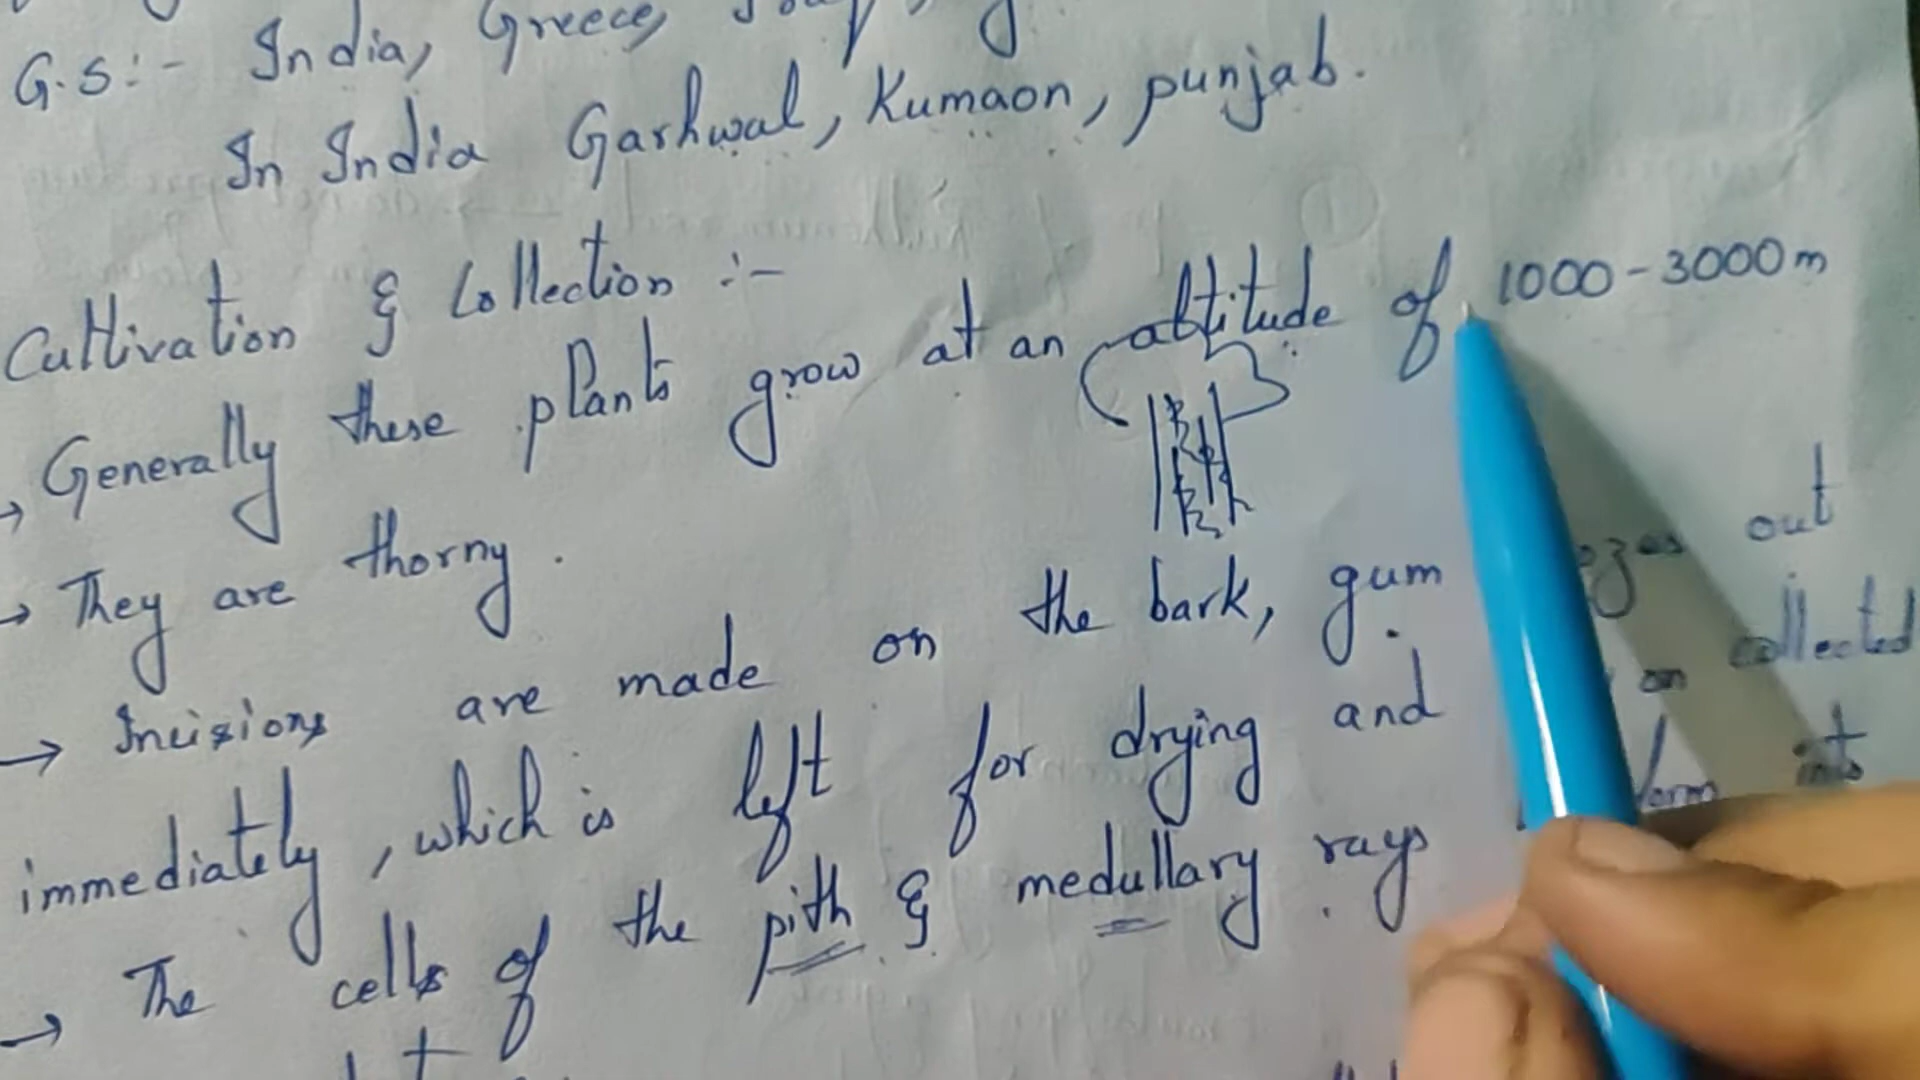 G.S:- India, Greece,
In India Garhwal, Kumaon, punjab.
Cultivation & Collection :-
→ Generally these plants grow at an altitude of 1000-3000m
→ They are thorny.
→ Incisions are made on the bark, gum out
immediately, which is left for drying and collected
→ The cells of the pith & medullary rays into